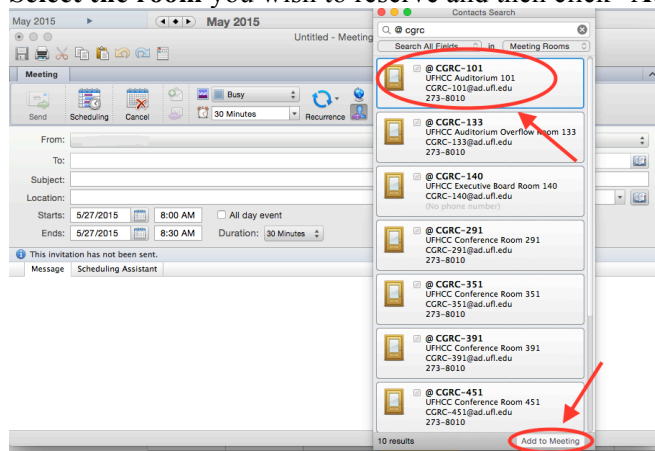 Select the room you wish to reserve and then click "A
May 2015
May 2015
Untitled - Meeting
Meeting
Send
Scheduling
Cancel
Busy
30 Minutes
Recurrence
From:
To:
Subject:
Location:
Starts: 5/27/2015 8:00 AM All day event
Ends: 5/27/2015 8:30 AM Duration: 30 Minutes
This invitation has not been sent.
Message Scheduling Assistant
Contacts Search
@ cgrc
Search All Fields in Meeting Rooms
@ CGRC-101
UFHCC Auditorium 101
CGRC-101@ad.ufl.edu
273-8010
@ CGRC-133
UFHCC Auditorium Overflow Room 133
CGRC-133@ad.ufl.edu
273-8010
@ CGRC-140
UFHCC Executive Board Room 140
CGRC-140@ad.ufl.edu
(No phone number)
@ CGRC-291
UFHCC Conference Room 291
CGRC-291@ad.ufl.edu
273-8010
@ CGRC-351
UFHCC Conference Room 351
CGRC-351@ad.ufl.edu
273-8010
@ CGRC-391
UFHCC Conference Room 391
CGRC-391@ad.ufl.edu
273-8010
@ CGRC-451
UFHCC Conference Room 451
CGRC-451@ad.ufl.edu
273-8010
10 results
Add to Meeting